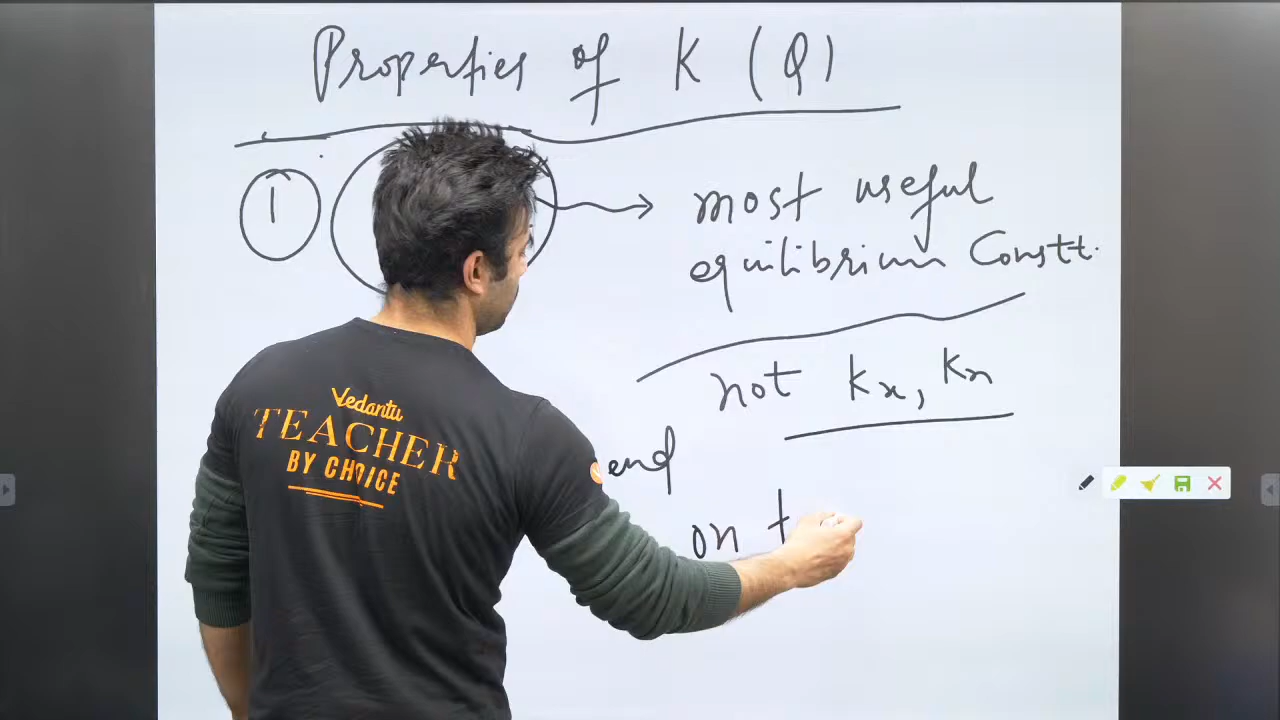 Properties of K (Q)
1
most useful
equilibrium Constt.
not Kx, Kn
end
on t
Vedantu
TEACHER
BY CHOICE